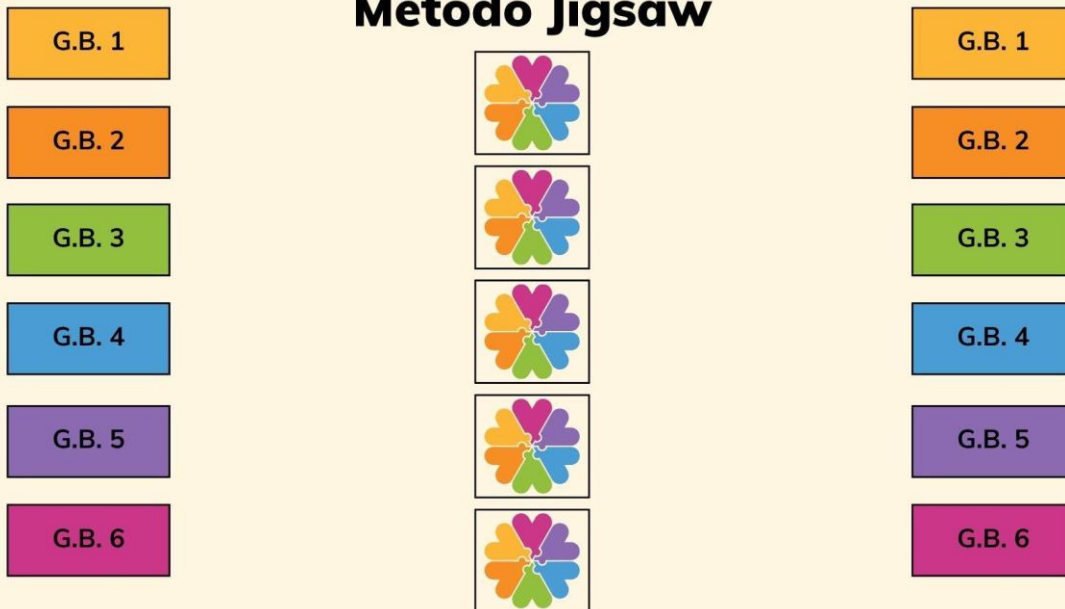 Metodo Jigsaw
G.B. 1
G.B. 2
G.B. 3
G.B. 4
G.B. 5
G.B. 6
G.B. 1
G.B. 2
G.B. 3
G.B. 4
G.B. 5
G.B. 6